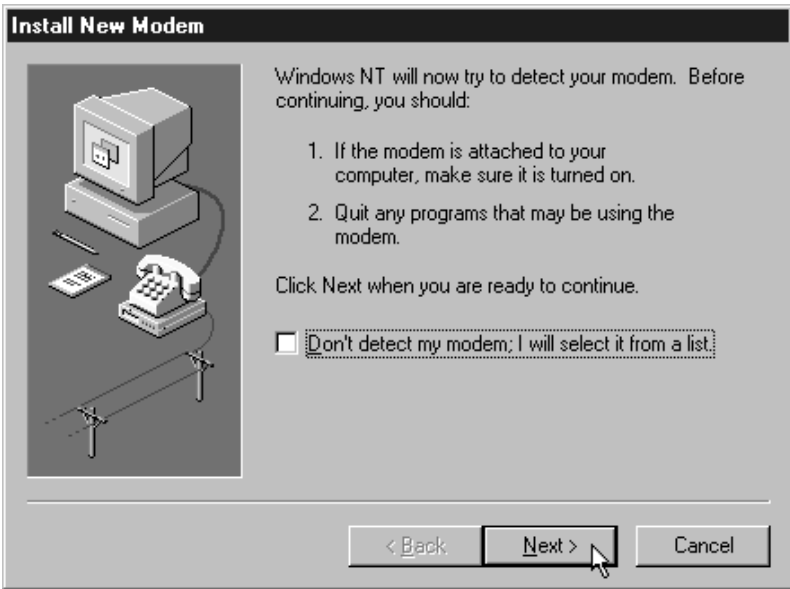 Install New Modem
Windows NT will now try to detect your modem. Before
continuing, you should:
1. If the modem is attached to your
computer, make sure it is turned on.
2. Quit any programs that may be using the
modem.
Click Next when you are ready to continue.
Don't detect my modem; I will select it from a list.
< Back
Next >
Cancel